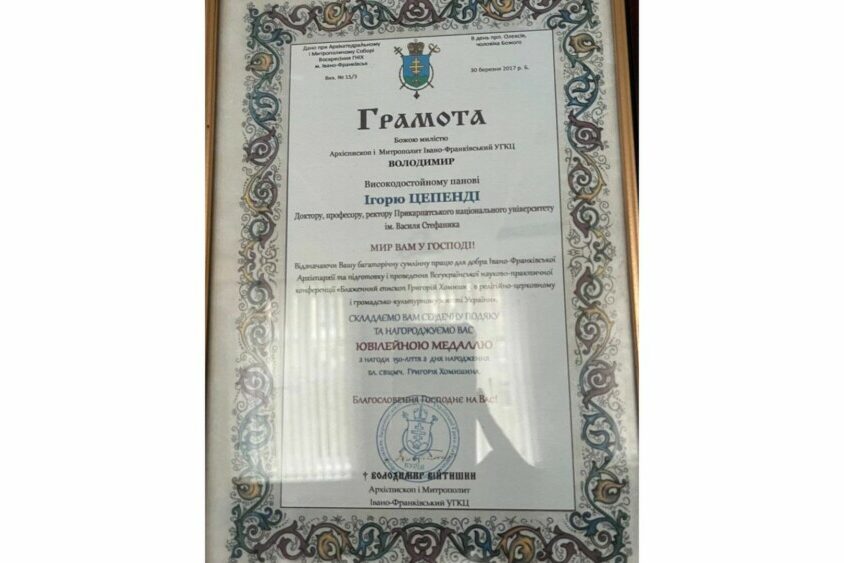 Дано при Архикатедральному
і Митрополичому Соборі
Воскресіння ГНІХ
м. Івано-Франківськ
Вих. № 15/3
В день прп. Олексія,
чоловіка Божого
30 березня 2017 р. Б.
Грамота
Божою милістю
Архієпископ і Митрополит Івано-Франківський УГКЦ
ВОЛОДИМИР
Високодостойному панові
Ігорю ЦЕПЕНДІ
Доктору, професору, ректору Прикарпатського національного університету
ім. Василя Стефаника
МИР ВАМ У ГОСПОДІ!
Відзначаючи Вашу багаторічну сумлінну працю для добра Івано-Франківської
Архієпархії та підготовку і проведення Всеукраїнської науково-практичної
конференції «Блаженний епископ Григорій Хомишин в релігійно-церковному
і громадсько-культурному житті України»,
СКЛАДАЄМО ВАМ СЕРДЕЧНУ ПОДЯКУ
ТА НАГОРОДЖУЄМО ВАС
ЮВІЛЕЙНОЮ МЕДАЛЛЮ
З НАГОДИ 150-ЛІТТЯ З ДНЯ НАРОДЖЕННЯ
БЛ. СВЩМЧ. ГРИГОРІЯ ХОМИШИНА.
Благословення Господнє на Вас!
КУРІЯ
† ВОЛОДИМИР ВІЙТИШИН
Архієпископ і Митрополит
Івано-Франківський УГКЦ